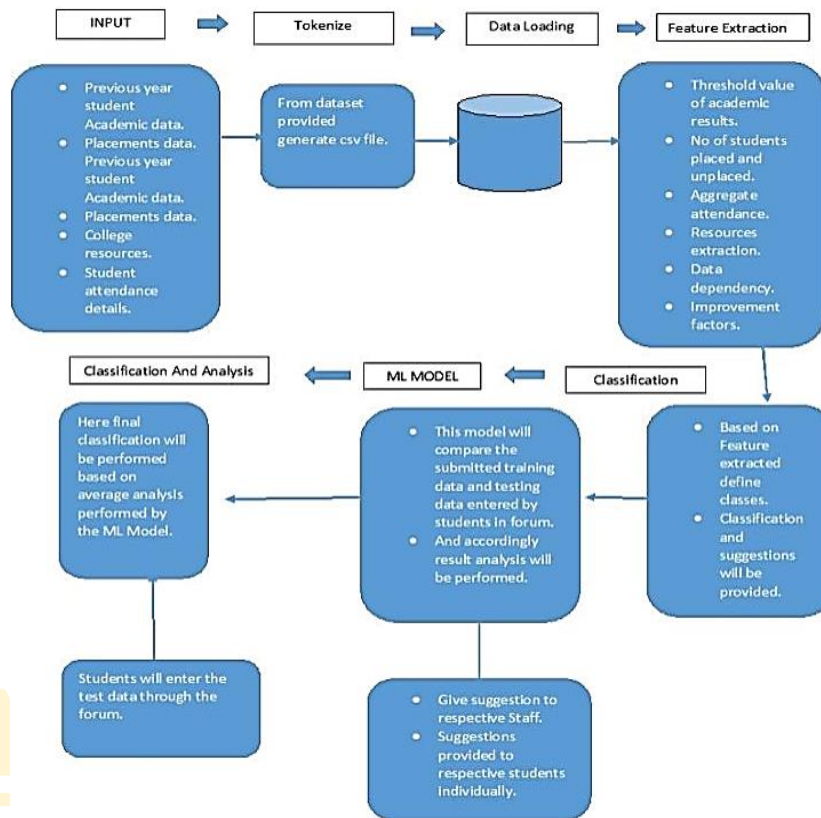 INPUT
Tokenize
Data Loading
Feature Extraction
Previous year
student
Academic data.
Placements data.
Previous year
student
Academic data.
Placements data.
College
resources.
Student
attendance
details.
From dataset
provided
generate csv file.
Threshold value
of academic
results.
No of students
placed and
unplaced.
Aggregate
attendance.
Resources
extraction.
Data
dependency.
Improvement
factors.
Classification And Analysis
ML MODEL
Classification
Here final
classification will
be performed
based on
average analysis
performed by
the ML Model.
This model will
compare the
submitted training
data and testing
data entered by
students in forum.
And accordingly
result analysis will
be performed.
Based on
Feature
extracted
define classes.
Classification
and
suggestions
will be
provided.
Students will enter the
test data through the
forum.
Give suggestion to
respective Staff.
Suggestions
provided to
respective students
individually.